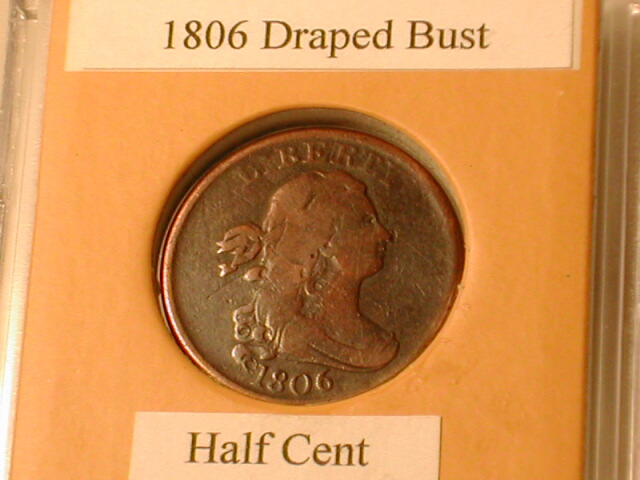 1806 Draped Bust
LIBERTY
1806
Half Cent